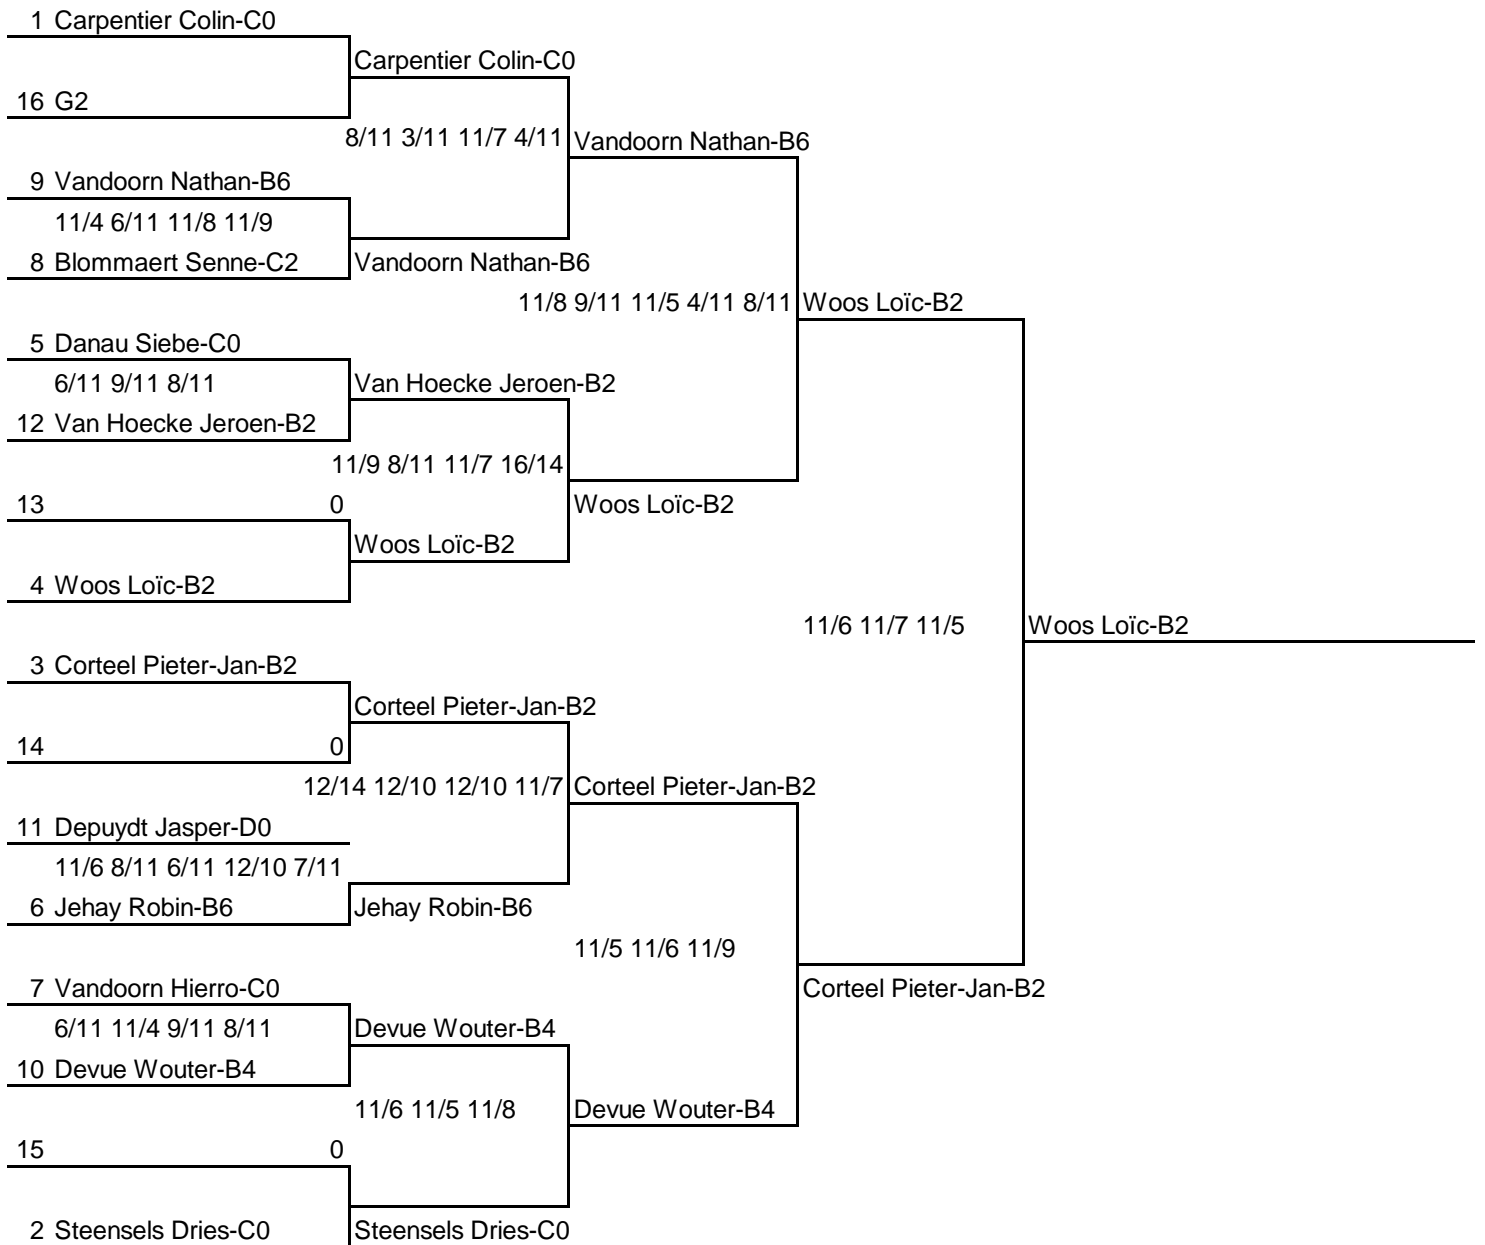 1 Carpentier Colin-C0
Carpentier Colin-C0
16 G2
8/11 3/11 11/7 4/11
Vandoorn Nathan-B6
9 Vandoorn Nathan-B6
11/4 6/11 11/8 11/9
8 Blommaert Senne-C2
Vandoorn Nathan-B6
11/8 9/11 11/5 4/11 8/11
Woos Loïc-B2
5 Danau Siebe-C0
6/11 9/11 8/11
Van Hoecke Jeroen-B2
12 Van Hoecke Jeroen-B2
11/9 8/11 11/7 16/14
13 0
Woos Loïc-B2
Woos Loïc-B2
4 Woos Loïc-B2
11/6 11/7 11/5
Woos Loïc-B2
3 Corteel Pieter-Jan-B2
Corteel Pieter-Jan-B2
14 0
12/14 12/10 12/10 11/7
Corteel Pieter-Jan-B2
11 Depuydt Jasper-D0
11/6 8/11 6/11 12/10 7/11
6 Jehay Robin-B6
Jehay Robin-B6
11/5 11/6 11/9
7 Vandoorn Hierro-C0
Corteel Pieter-Jan-B2
6/11 11/4 9/11 8/11
Devue Wouter-B4
10 Devue Wouter-B4
11/6 11/5 11/8
Devue Wouter-B4
15 0
2 Steensels Dries-C0
Steensels Dries-C0